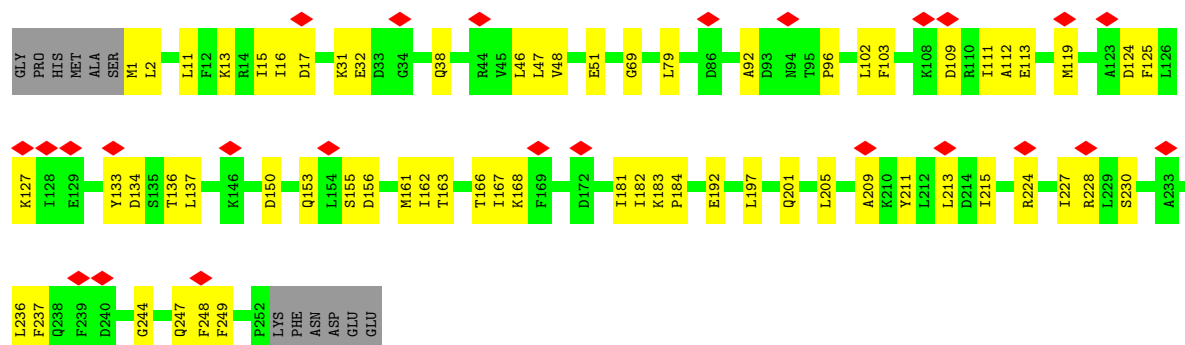 GLY PRO HIS MET ALA SER M1 L2 L11 F12 K13 R14 I15 I16 D17 K31 E32 D33 G34 Q38 R44 V45 L46 L47 V48 E51 G69 L79 D86 A92 D93 N94 T95 P96 L102 F103 K108 D109 R110 I111 A112 E113 M119 A123 D124 F125 L126
K127 I128 E129 Y133 D134 S135 T136 L137 K146 D150 Q153 L154 S155 D156 M161 I162 T163 T166 I167 K168 F169 D172 I181 I182 K183 P184 E192 L197 Q201 L205 A209 K210 Y211 L212 L213 D214 I215 R224 I227 R228 L229 S230 A233
L236 F237 Q238 F239 D240 G244 Q247 F248 F249 P252 LYS PHE ASN ASP GLU GLU